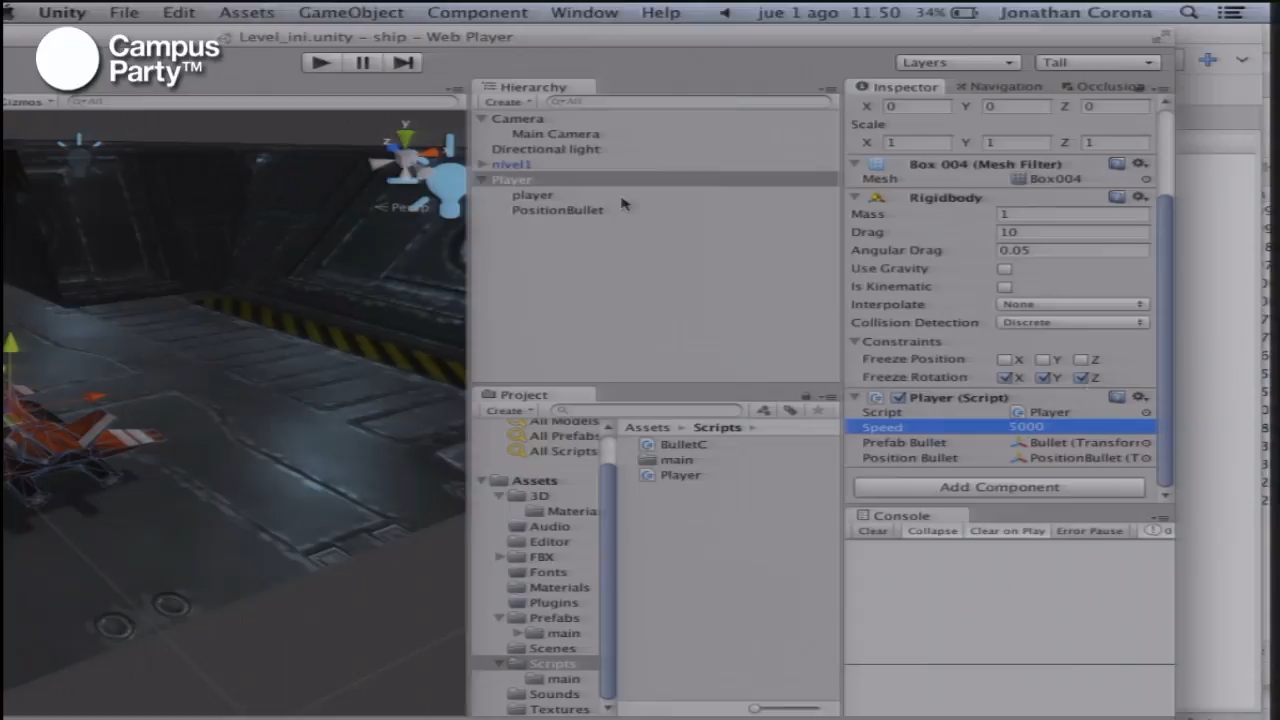 Unity File Edit Assets GameObject Component Window Help jue 1 ago 11 50 34% Jonathan Corona
Campus Party™
Level_ini.unity – ship – Web Player
Layers Tall
Gizmos All
Persp
y
z
Hierarchy
Create All
Camera
Main Camera
Directional light
nivel1
Player
player
PositionBullet
Project
Create
All Models
All Prefabs
All Scripts
Assets
3D
Materia
Audio
Editor
FBX
Fonts
Materials
Plugins
Prefabs
main
Scenes
Scripts
main
Sounds
Textures
Assets Scripts
BulletC
main
Player
Inspector Navigation Occlusion
X 0 Y 0 Z 0
Scale
X 1 Y 1 Z 1
Box 004 (Mesh Filter)
Mesh Box004
Rigidbody
Mass 1
Drag 10
Angular Drag 0.05
Use Gravity
Is Kinematic
Interpolate None
Collision Detection Discrete
Constraints
Freeze Position X Y Z
Freeze Rotation X Y Z
Player (Script)
Script Player
Speed 5000
Prefab Bullet Bullet (Transforr
Position Bullet PositionBullet (T
Add Component
Console
Clear Collapse Clear on Play Error Pause 0